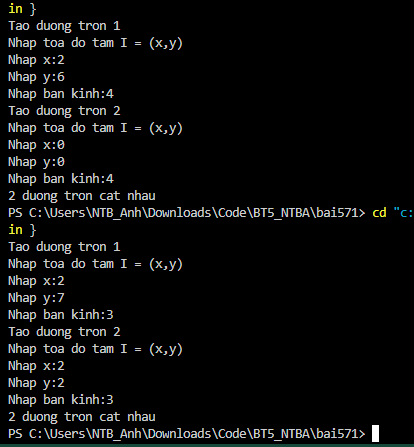 in }
Tao duong tron 1
Nhap toa do tam I = (x,y)
Nhap x:2
Nhap y:6
Nhap ban kinh:4
Tao duong tron 2
Nhap toa do tam I = (x,y)
Nhap x:0
Nhap y:0
Nhap ban kinh:4
2 duong tron cat nhau
PS C:\Users\NTB_Anh\Downloads\Code\BT5_NTBA\bai571> cd "c:
in }
Tao duong tron 1
Nhap toa do tam I = (x,y)
Nhap x:2
Nhap y:7
Nhap ban kinh:3
Tao duong tron 2
Nhap toa do tam I = (x,y)
Nhap x:2
Nhap y:2
Nhap ban kinh:3
2 duong tron cat nhau
PS C:\Users\NTB_Anh\Downloads\Code\BT5_NTBA\bai571>